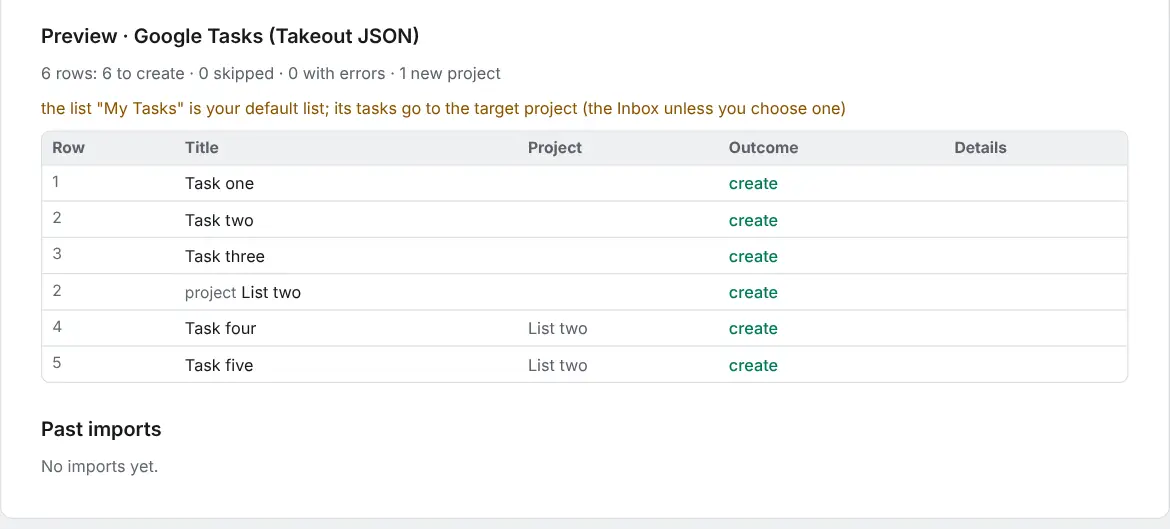 Preview · Google Tasks (Takeout JSON)
6 rows: 6 to create · 0 skipped · 0 with errors · 1 new project
the list "My Tasks" is your default list; its tasks go to the target project (the Inbox unless you choose one)
Row Title Project Outcome Details
1 Task one create
2 Task two create
3 Task three create
2 project List two create
4 Task four List two create
5 Task five List two create
Past imports
No imports yet.